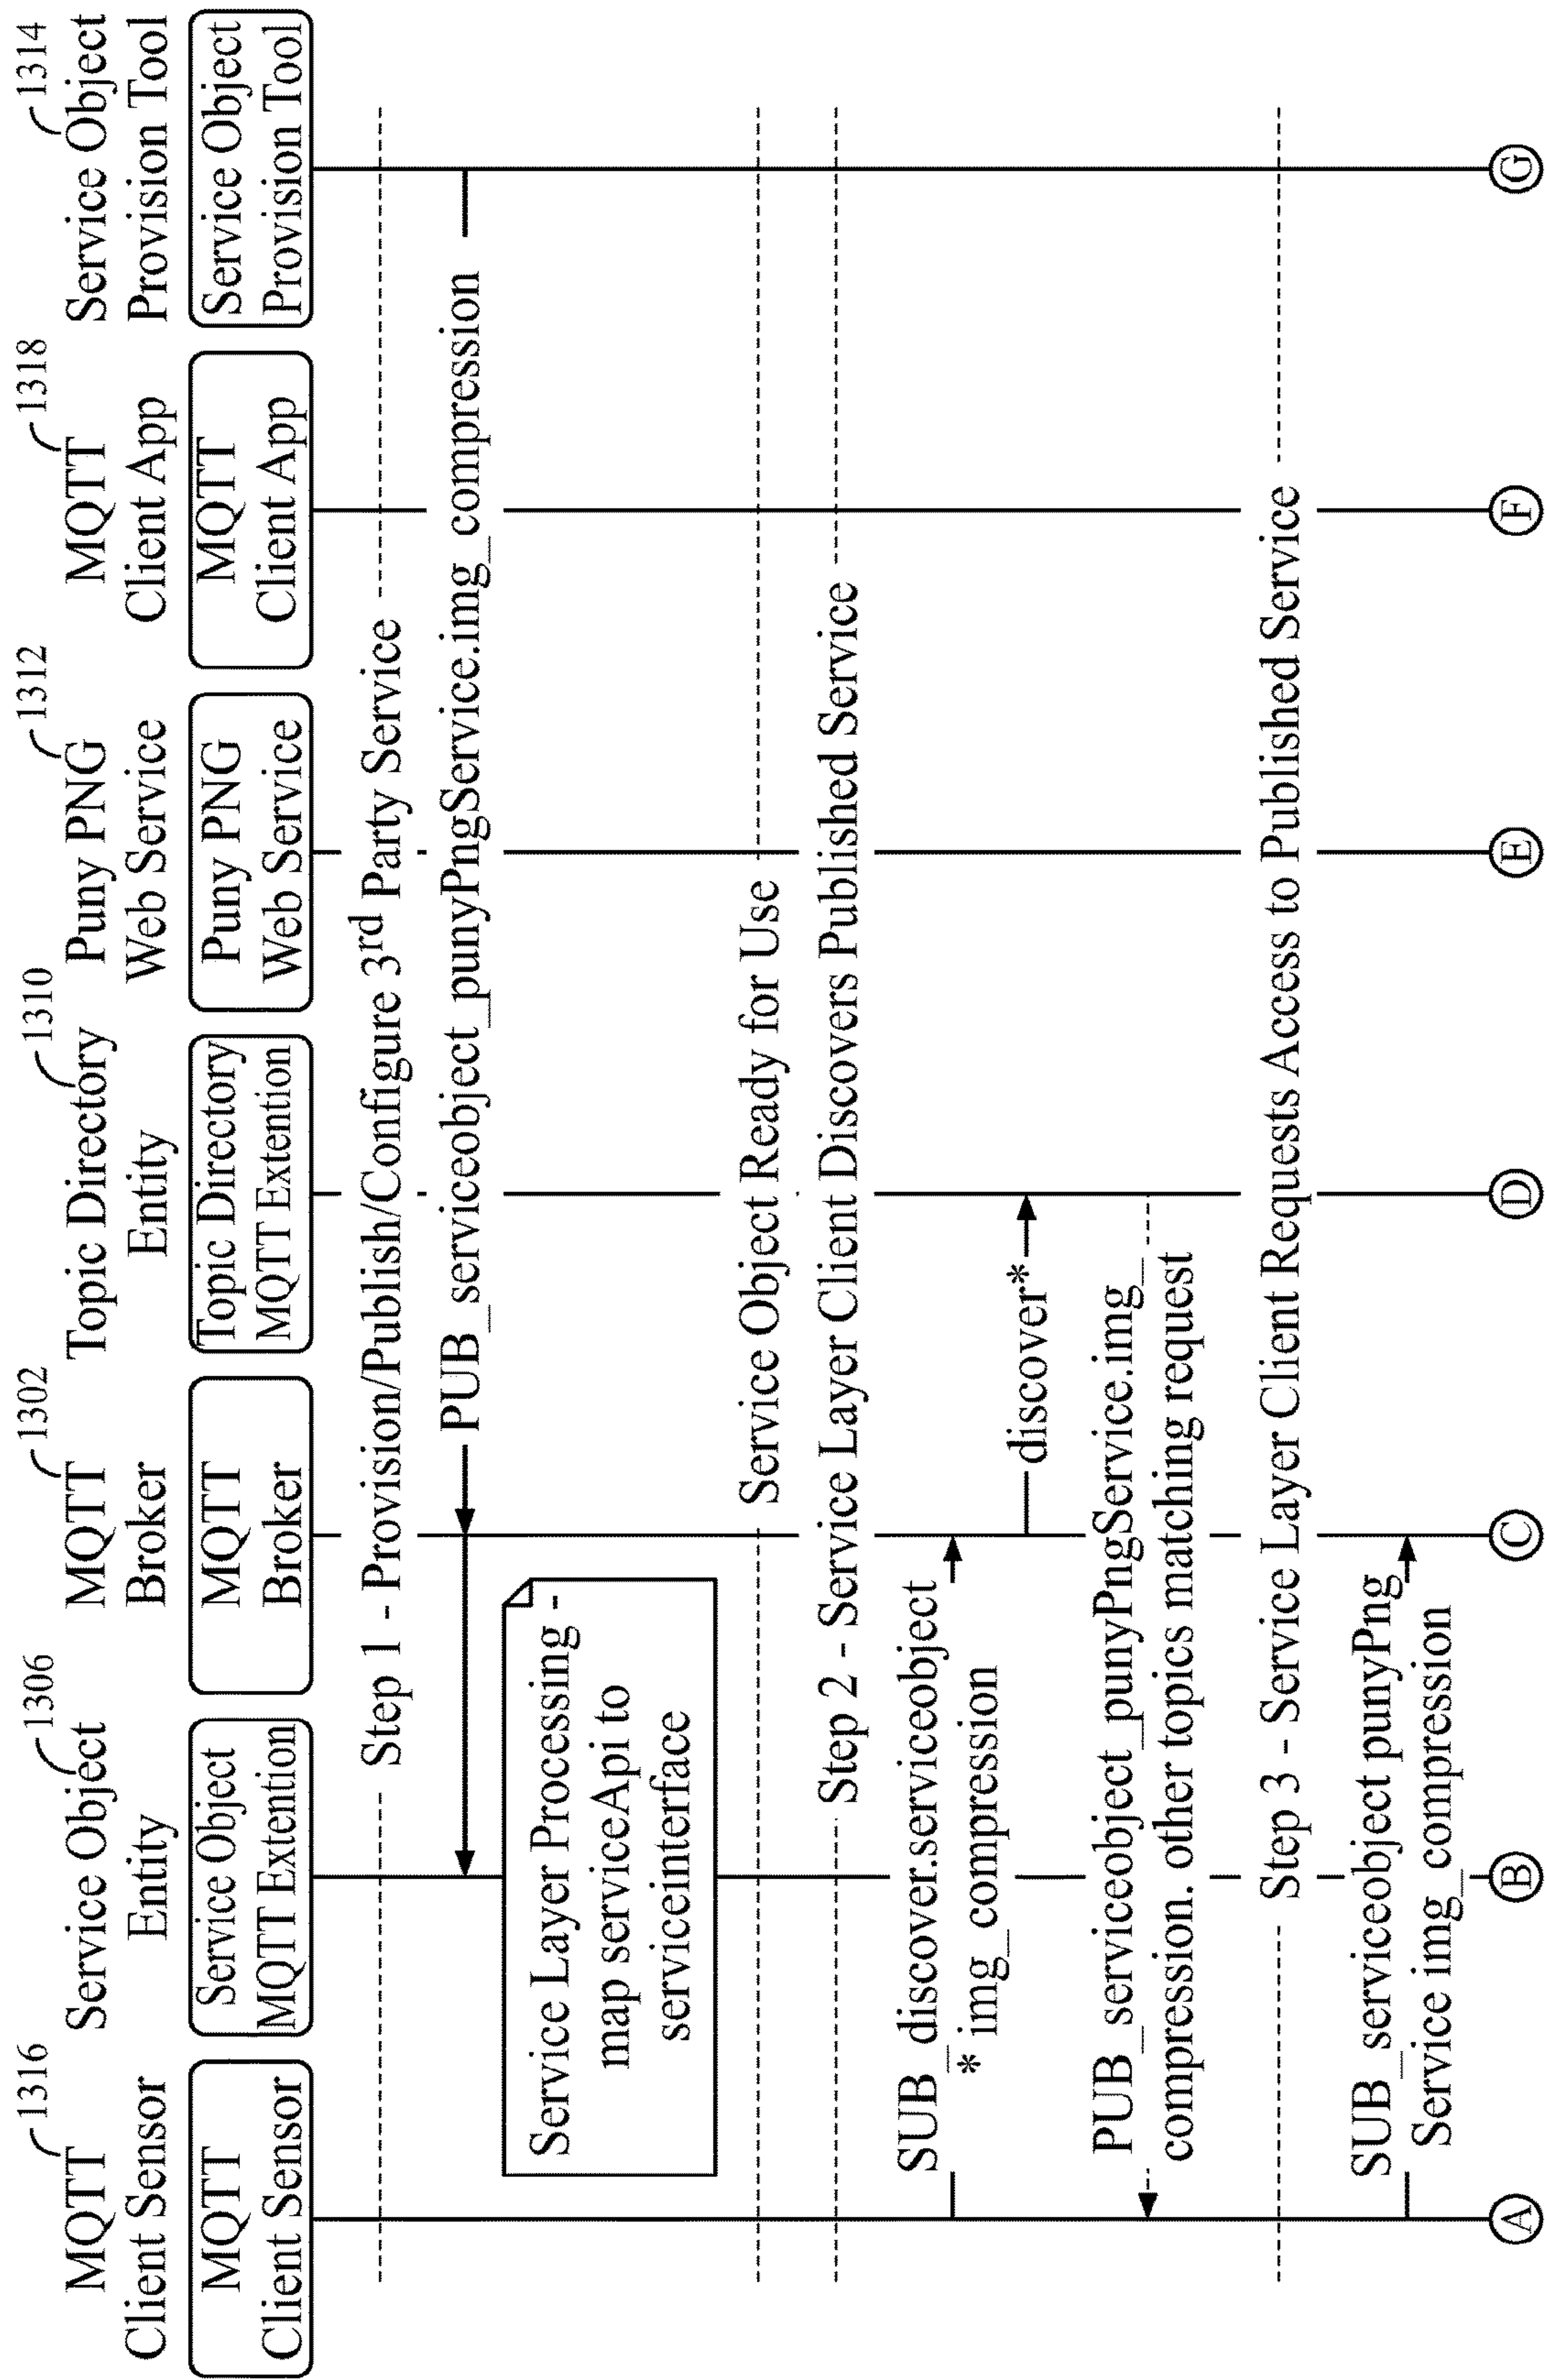 1316
MQTT
Client Sensor
1306
Service Object
Entity
1302
MQTT
Broker
1310
Topic Directory
Entity
1312
Puny PNG
Web Service
1318
MQTT
Client App
1314
Service Object
Provision Tool
MQTT
Client Sensor
Service Object
MQTT Extention
MQTT
Broker
Topic Directory
MQTT Extention
Puny PNG
Web Service
MQTT
Client App
Service Object
Provision Tool
Step 1 - Provision/Publish/Configure 3rd Party Service
PUB_serviceobject_punyPngService.img_compression
Service Layer Processing -
map serviceApi to
serviceinterface
Service Object Ready for Use
Step 2 - Service Layer Client Discovers Published Service
SUB_discover.serviceobject
* img_compression
discover*
PUB_serviceobject_punyPngService.img_
compression. other topics matching request
Step 3 - Service Layer Client Requests Access to Published Service
SUB_serviceobject punyPng
Service img_compression
A
B
C
D
E
F
G